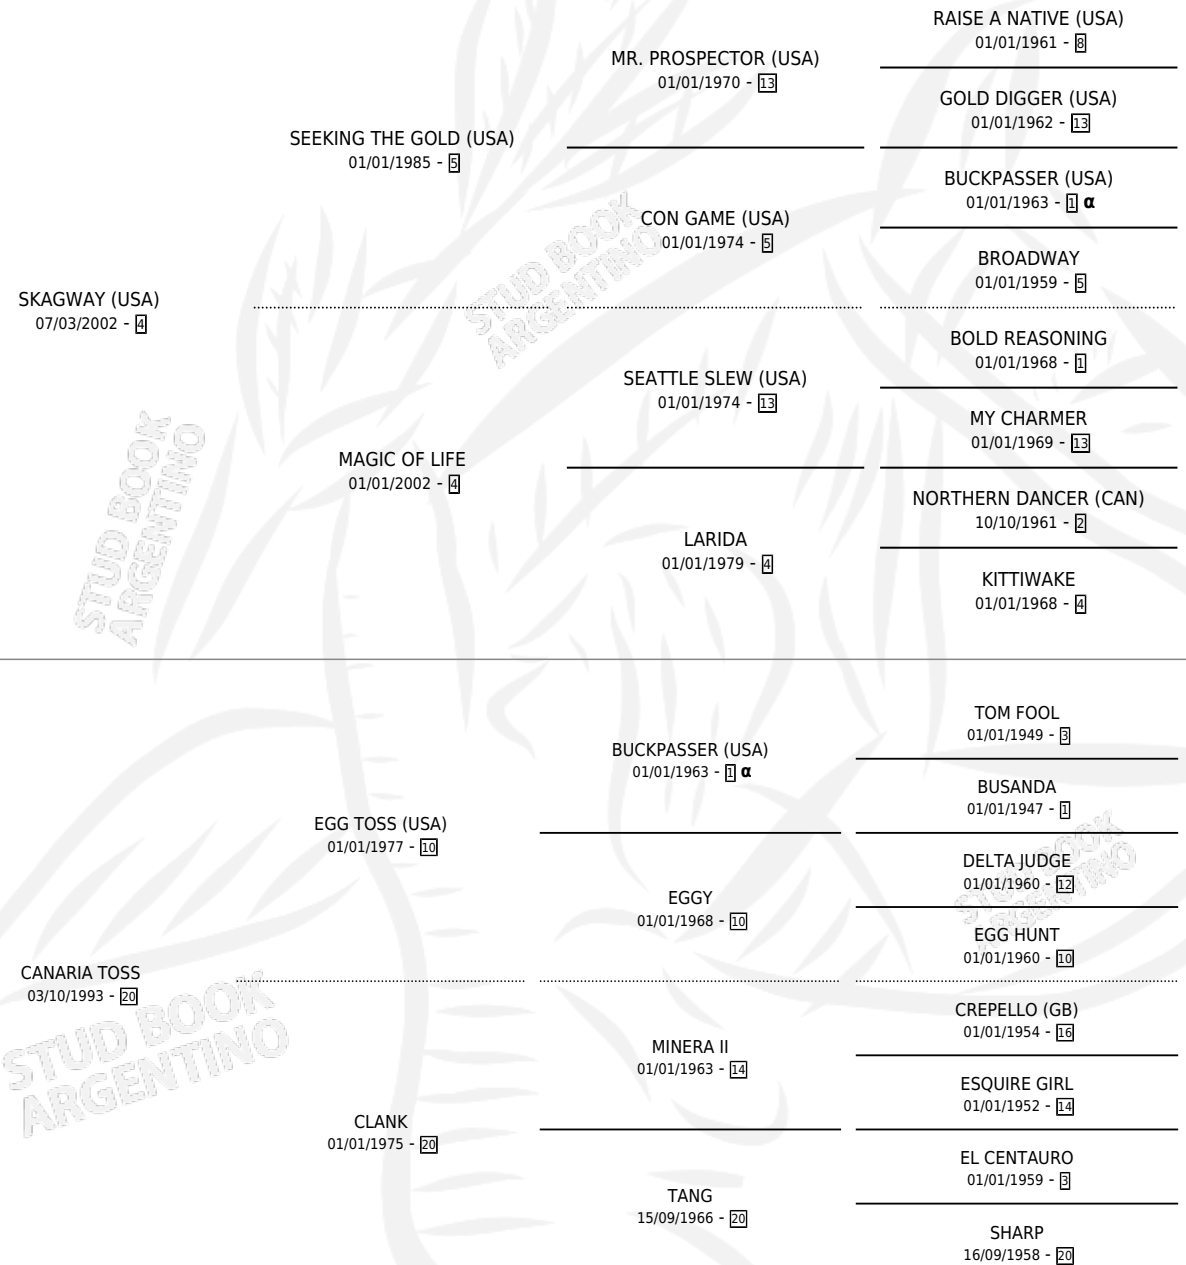 RAISE A NATIVE (USA)
01/01/1961 - 8
MR. PROSPECTOR (USA)
01/01/1970 - 13
GOLD DIGGER (USA)
01/01/1962 - 13
SEEKING THE GOLD (USA)
01/01/1985 - 5
BUCKPASSER (USA)
01/01/1963 - 1 α
CON GAME (USA)
01/01/1974 - 5
BROADWAY
01/01/1959 - 5
SKAGWAY (USA)
07/03/2002 - 4
BOLD REASONING
01/01/1968 - 1
SEATTLE SLEW (USA)
01/01/1974 - 13
MY CHARMER
01/01/1969 - 13
MAGIC OF LIFE
01/01/2002 - 4
NORTHERN DANCER (CAN)
10/10/1961 - 2
LARIDA
01/01/1979 - 4
KITTIWAKE
01/01/1968 - 4
TOM FOOL
01/01/1949 - 3
BUCKPASSER (USA)
01/01/1963 - 1 α
BUSANDA
01/01/1947 - 1
EGG TOSS (USA)
01/01/1977 - 10
DELTA JUDGE
01/01/1960 - 12
EGGY
01/01/1968 - 10
EGG HUNT
01/01/1960 - 10
CANARIA TOSS
03/10/1993 - 20
CREPELLO (GB)
01/01/1954 - 16
MINERA II
01/01/1963 - 14
ESQUIRE GIRL
01/01/1952 - 14
CLANK
01/01/1975 - 20
EL CENTAURO
01/01/1959 - 3
TANG
15/09/1966 - 20
SHARP
16/09/1958 - 20
STUD BOOK
ARGENTINO
STUD BOOK
ARGENTINO
STUD BOOK
ARGENTINO
STUD BOOK
ARGENTINO